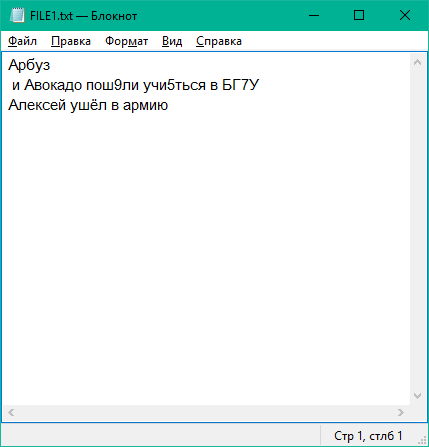 FILE1.txt — Блокнот
Файл Правка Формат Вид Справка
Арбуз
 и Авокадо пош9ли учи5ться в БГ7У
Алексей ушёл в армию
Стр 1, стлб 1